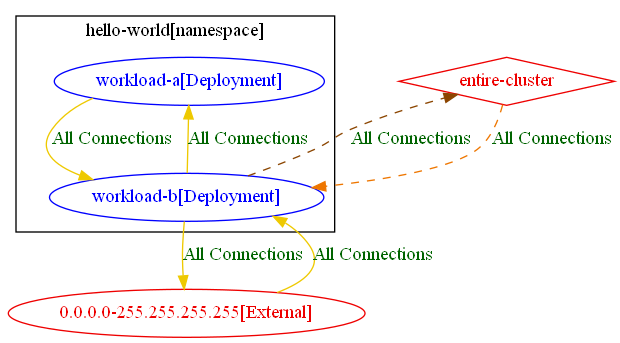 hello-world[namespace]
workload-a[Deployment]
entire-cluster
All Connections
All Connections
All Connections
All Connections
workload-b[Deployment]
All Connections
All Connections
0.0.0.0-255.255.255.255[External]